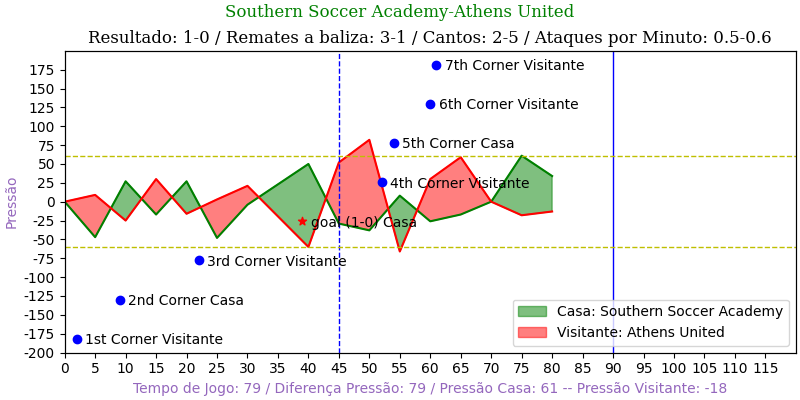 Southern Soccer Academy-Athens United
Resultado: 1-0 / Remates a baliza: 3-1 / Cantos: 2-5 / Ataques por Minuto: 0.5-0.6
Pressão
175
150
125
100
75
50
25
0
-25
-50
-75
-100
-125
-150
-175
-200
7th Corner Visitante
6th Corner Visitante
5th Corner Casa
4th Corner Visitante
goal (1-0) Casa
3rd Corner Visitante
2nd Corner Casa
1st Corner Visitante
Casa: Southern Soccer Academy
Visitante: Athens United
0 5 10 15 20 25 30 35 40 45 50 55 60 65 70 75 80 85 90 95 100 105 110 115
Tempo de Jogo: 79 / Diferença Pressão: 79 / Pressão Casa: 61 -- Pressão Visitante: -18